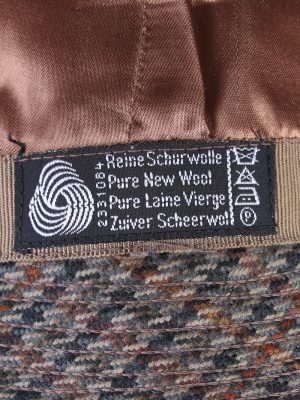 Reine Schurwolle
Pure New Wool
Pure Laine Vierge
Zuiver Scheerwol
233108+
P